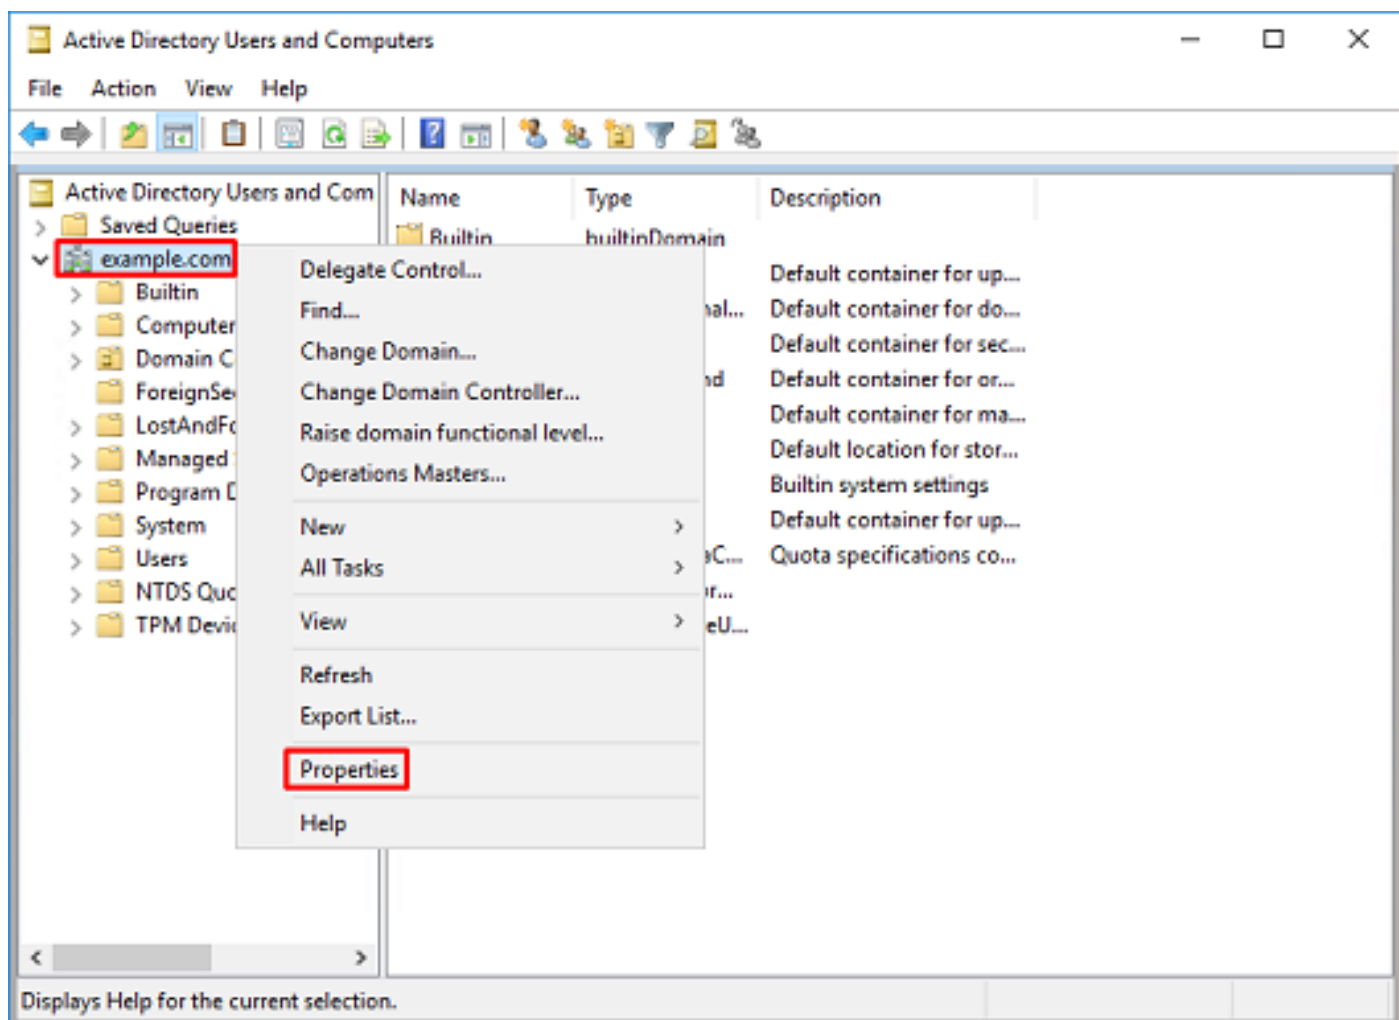 Active Directory Users and Computers
File Action View Help
Active Directory Users and Com
Name Type Description
Saved Queries
Builtin builtinDomain
example.com
Delegate Control...
Default container for up...
Builtin
Find...
nal... Default container for do...
Computer
Change Domain...
Default container for sec...
Domain C
Change Domain Controller...
Default container for or...
ForeignSe
Default container for ma...
LostAndFo
Raise domain functional level...
Default location for stor...
Managed
Operations Masters...
Builtin system settings
Program D
New
Default container for up...
System
All Tasks
Quota specifications co...
Users
NTDS Quo
View
TPM Devic
eU...
Refresh
Export List...
Properties
Help
Displays Help for the current selection.